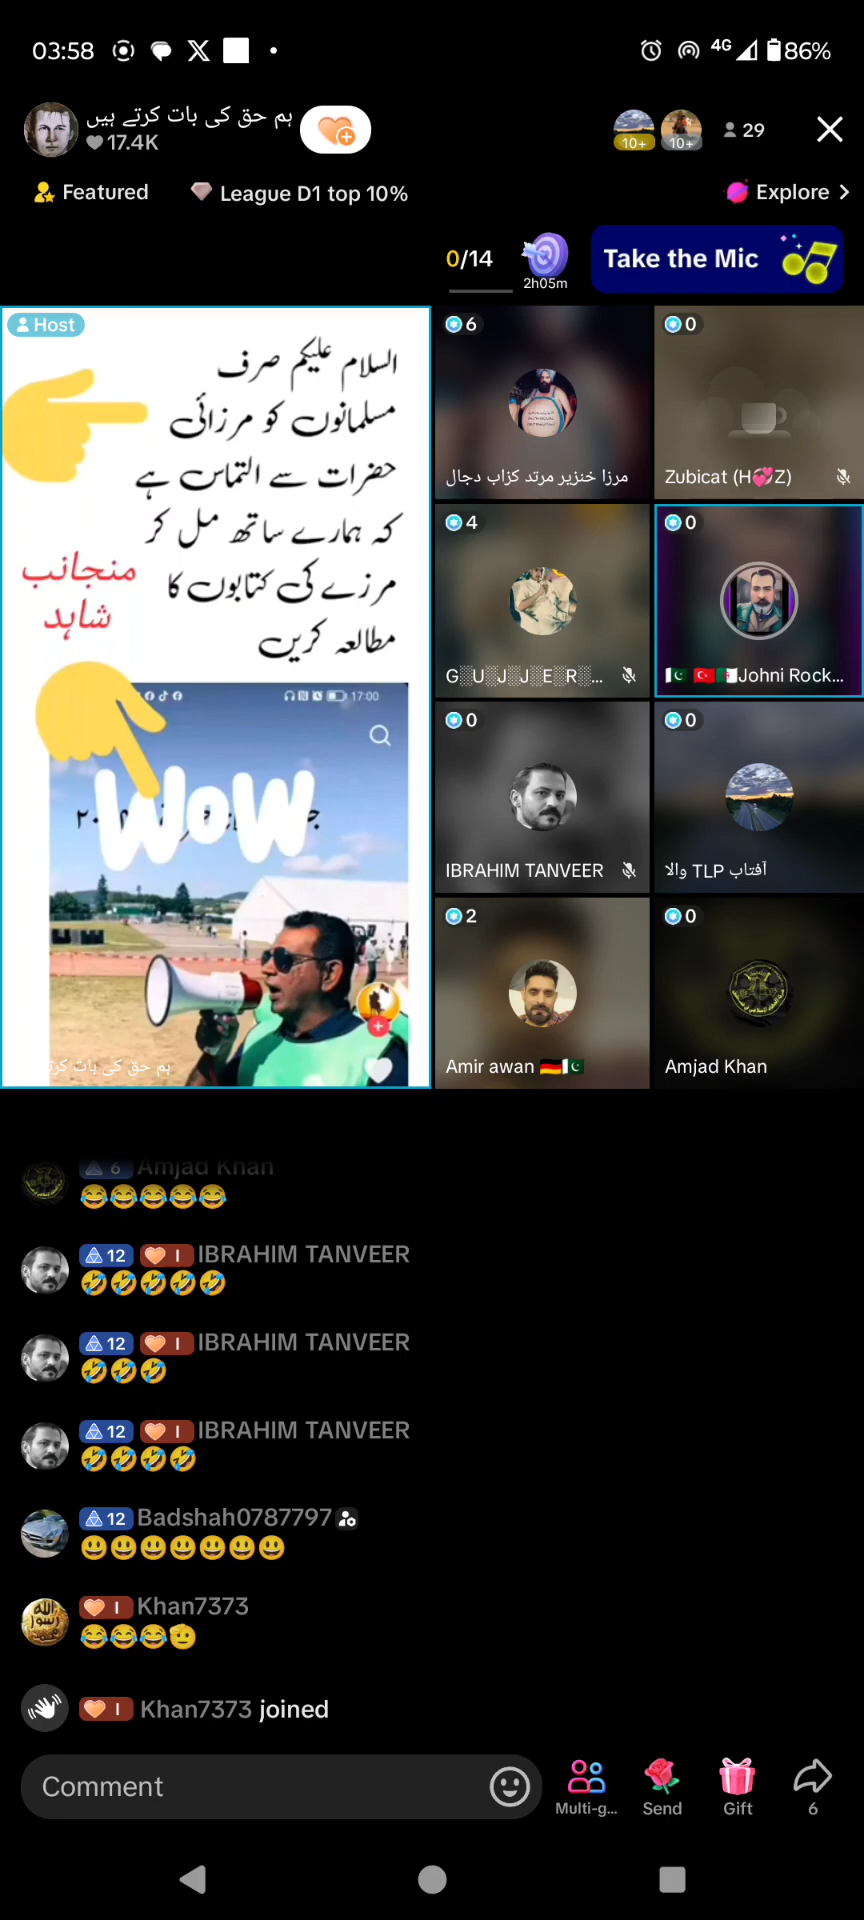 03:58
4G
86%
ہم حق کی بات کرتے ہیں
17.4K
10+
10+
29
Featured
League D1 top 10%
Explore
0/14
2h05m
Take the Mic
Host
السلام علیکم صرف
مسلمانوں کو مرزائی
حضرات سے التماس ہے
کہ ہمارے ساتھ مل کر
مرزے کی کتابوں کا
مطالعہ کریں
منجانب
شاہد
17:00
WOW
ہم حق کی بات کرتے
6
مرزا خنزیر مرتد کزاب دجال
0
Zubicat (H💞Z)
4
G░U░J░J░E░R░...
0
🇵🇰 🇹🇷🇩🇿Johni Rock...
0
IBRAHIM TANVEER
0
آفتاب TLP والا
2
Amir awan 🇩🇪🇵🇰
0
Amjad Khan
6 Amjad Khan
😂😂😂😂😂
12 I IBRAHIM TANVEER
🤣🤣🤣🤣🤣
12 I IBRAHIM TANVEER
🤣🤣🤣
12 I IBRAHIM TANVEER
🤣🤣🤣🤣
12 Badshah0787797
😃😃😃😃😃😃😃
I Khan7373
😂😂😂🫡
I Khan7373 joined
Comment
Multi-g...
Send
Gift
6